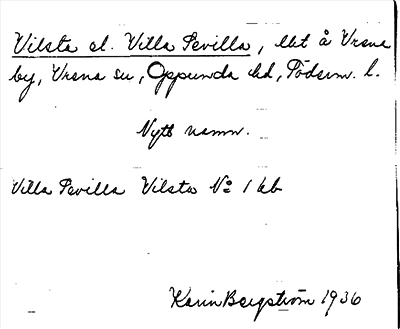 Vilsta el. Villa Sevilla, lht å Vrena
by, Vrena sn, Oppunda hd, Söderm. l.
Nytt namn.
Villa Sevilla Vilsta No 1 kb
Karin Bergström 1936